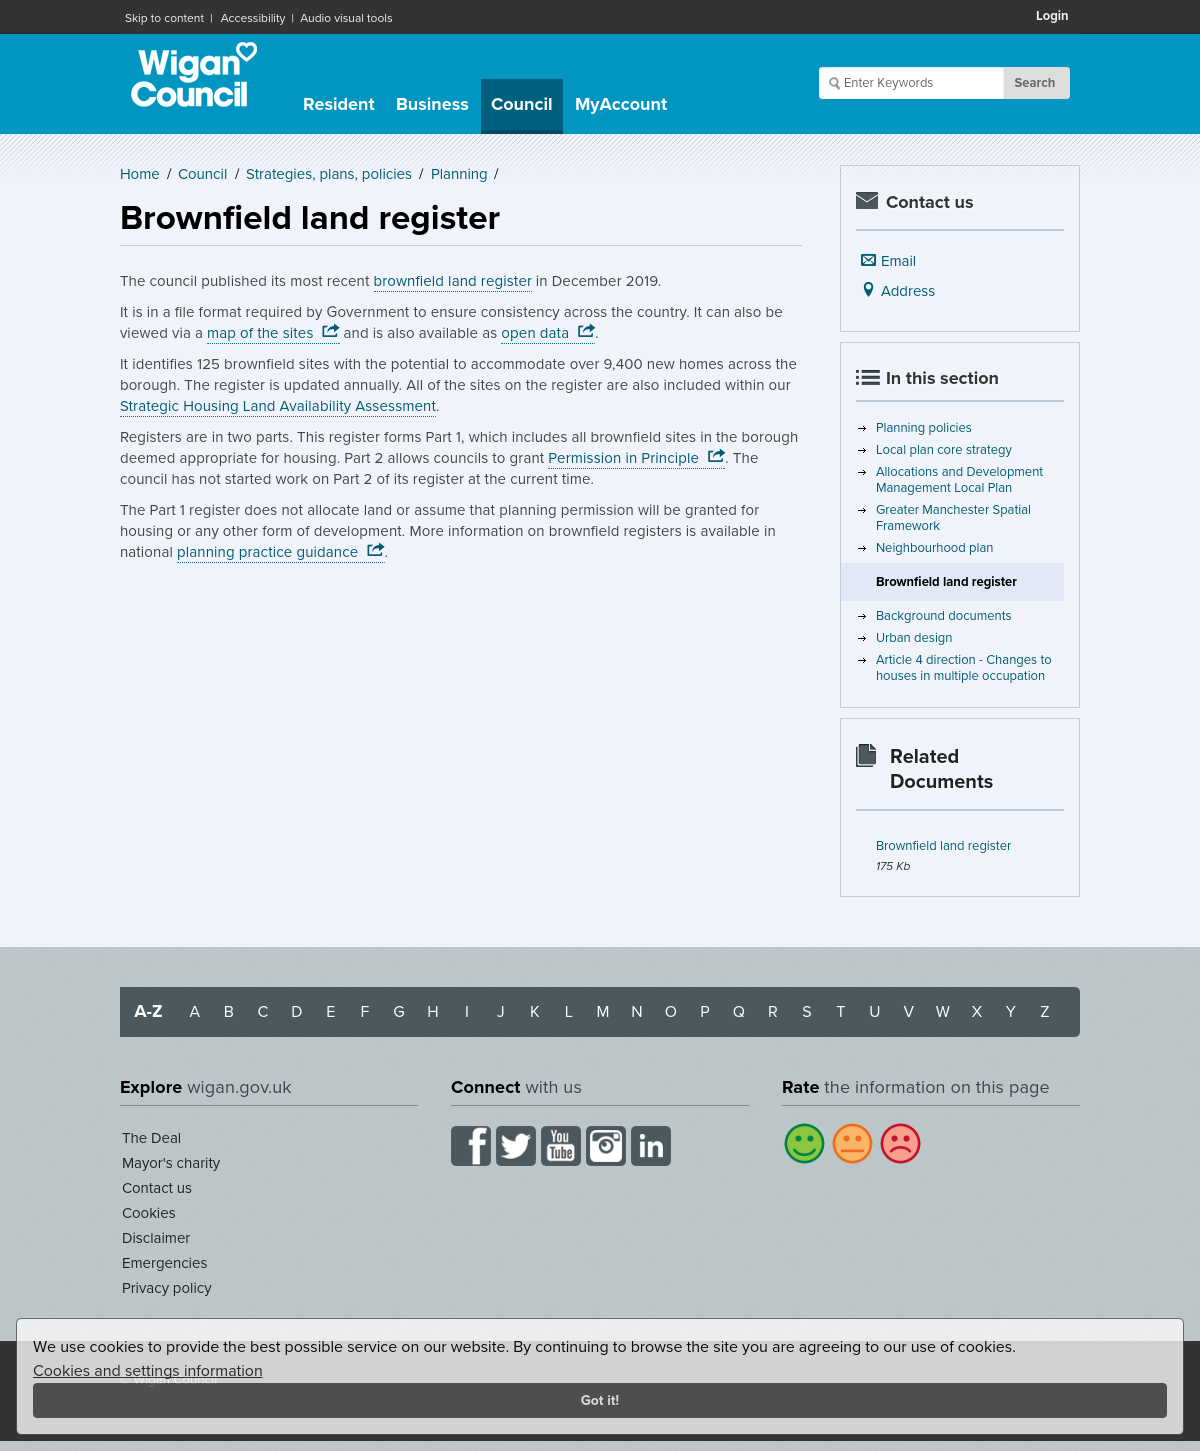 Skip to content | Accessibility | Audio visual tools
Login
Wigan
Council
Resident
Business
Council
MyAccount
Enter Keywords
Search
Home / Council / Strategies, plans, policies / Planning /
Brownfield land register
The council published its most recent brownfield land register in December 2019.
It is in a file format required by Government to ensure consistency across the country. It can also be
viewed via a map of the sites and is also available as open data .
It identifies 125 brownfield sites with the potential to accommodate over 9,400 new homes across the
borough. The register is updated annually. All of the sites on the register are also included within our
Strategic Housing Land Availability Assessment.
Registers are in two parts. This register forms Part 1, which includes all brownfield sites in the borough
deemed appropriate for housing. Part 2 allows councils to grant Permission in Principle . The
council has not started work on Part 2 of its register at the current time.
The Part 1 register does not allocate land or assume that planning permission will be granted for
housing or any other form of development. More information on brownfield registers is available in
national planning practice guidance .
Contact us
Email
Address
In this section
Planning policies
Local plan core strategy
Allocations and Development
Management Local Plan
Greater Manchester Spatial
Framework
Neighbourhood plan
Brownfield land register
Background documents
Urban design
Article 4 direction - Changes to
houses in multiple occupation
Related
Documents
Brownfield land register
175 Kb
A-Z A B C D E F G H I J K L M N O P Q R S T U V W X Y Z
Explore wigan.gov.uk
The Deal
Mayor's charity
Contact us
Cookies
Disclaimer
Emergencies
Privacy policy
Connect with us
You
Tube
in
Rate the information on this page
We use cookies to provide the best possible service on our website. By continuing to browse the site you are agreeing to our use of cookies.
Cookies and settings information
© Wigan Council
Got it!